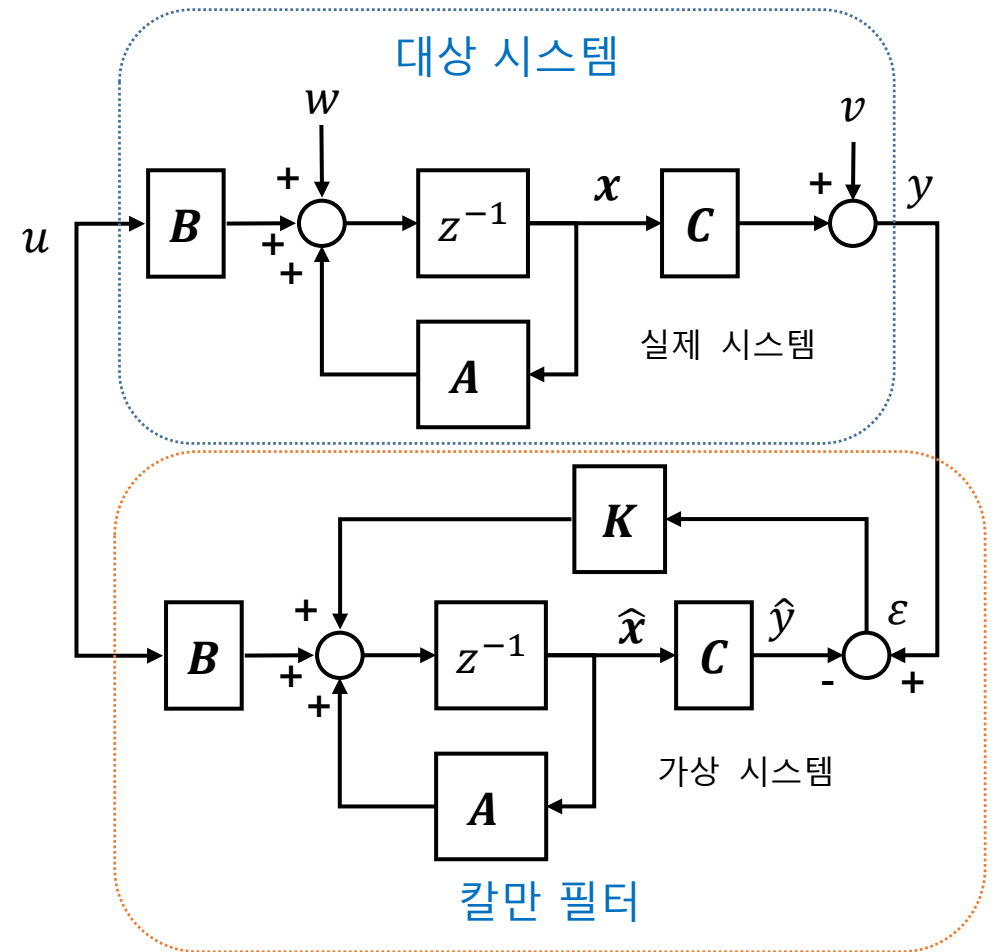 대상 시스템
w
v
+
+
x
y
u
B
z⁻¹
C
+
+
실제 시스템
A
K
+
x̂
ŷ
ε
B
z⁻¹
C
+
-
+
+
가상 시스템
A
칼만 필터